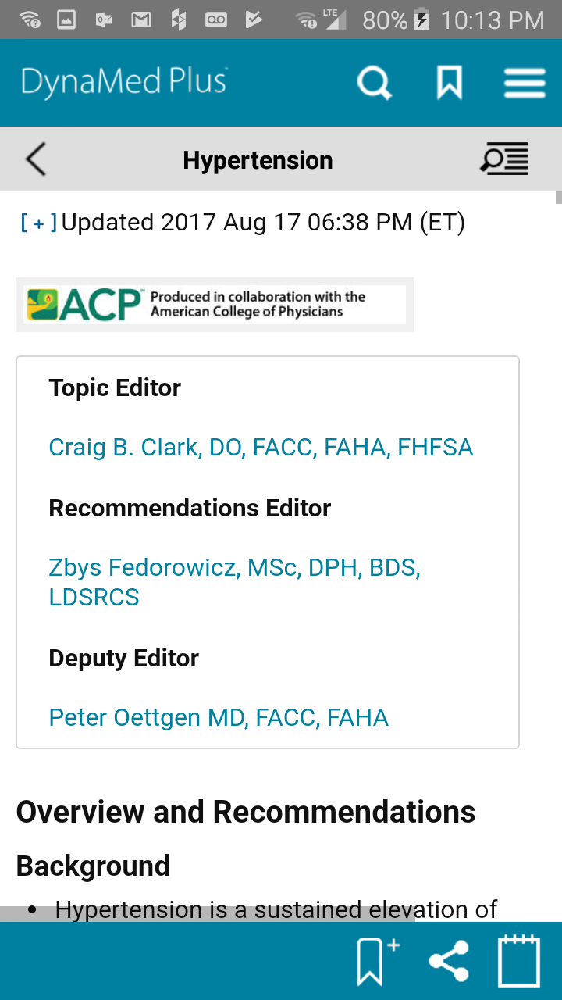 LTE 80% 10:13 PM
DynaMed Plus™
Hypertension
[ + ] Updated 2017 Aug 17 06:38 PM (ET)
ACP™ Produced in collaboration with the
American College of Physicians
Topic Editor
Craig B. Clark, DO, FACC, FAHA, FHFSA
Recommendations Editor
Zbys Fedorowicz, MSc, DPH, BDS,
LDSRCS
Deputy Editor
Peter Oettgen MD, FACC, FAHA
Overview and Recommendations
Background
• Hypertension is a sustained elevation of